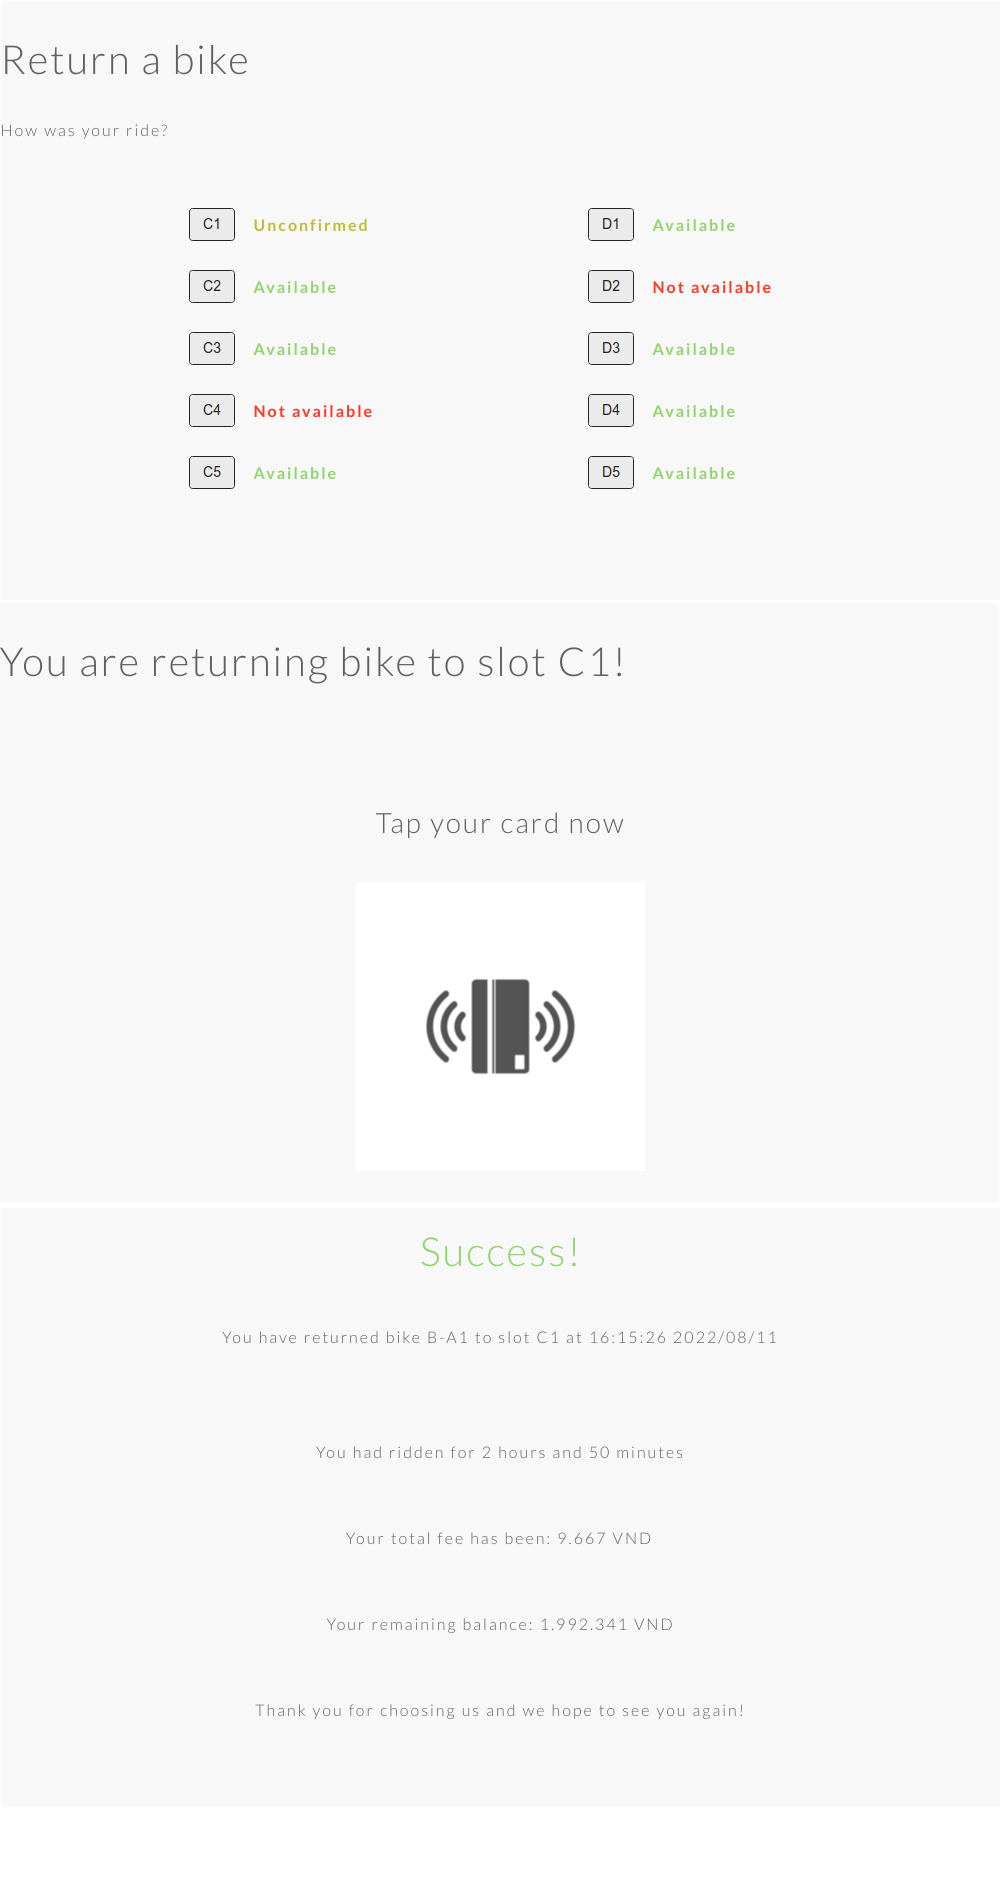 Return a bike
How was your ride?
C1 Unconfirmed D1 Available
C2 Available D2 Not available
C3 Available D3 Available
C4 Not available D4 Available
C5 Available D5 Available
You are returning bike to slot C1!
Tap your card now
Success!
You have returned bike B-A1 to slot C1 at 16:15:26 2022/08/11
You had ridden for 2 hours and 50 minutes
Your total fee has been: 9.667 VND
Your remaining balance: 1.992.341 VND
Thank you for choosing us and we hope to see you again!